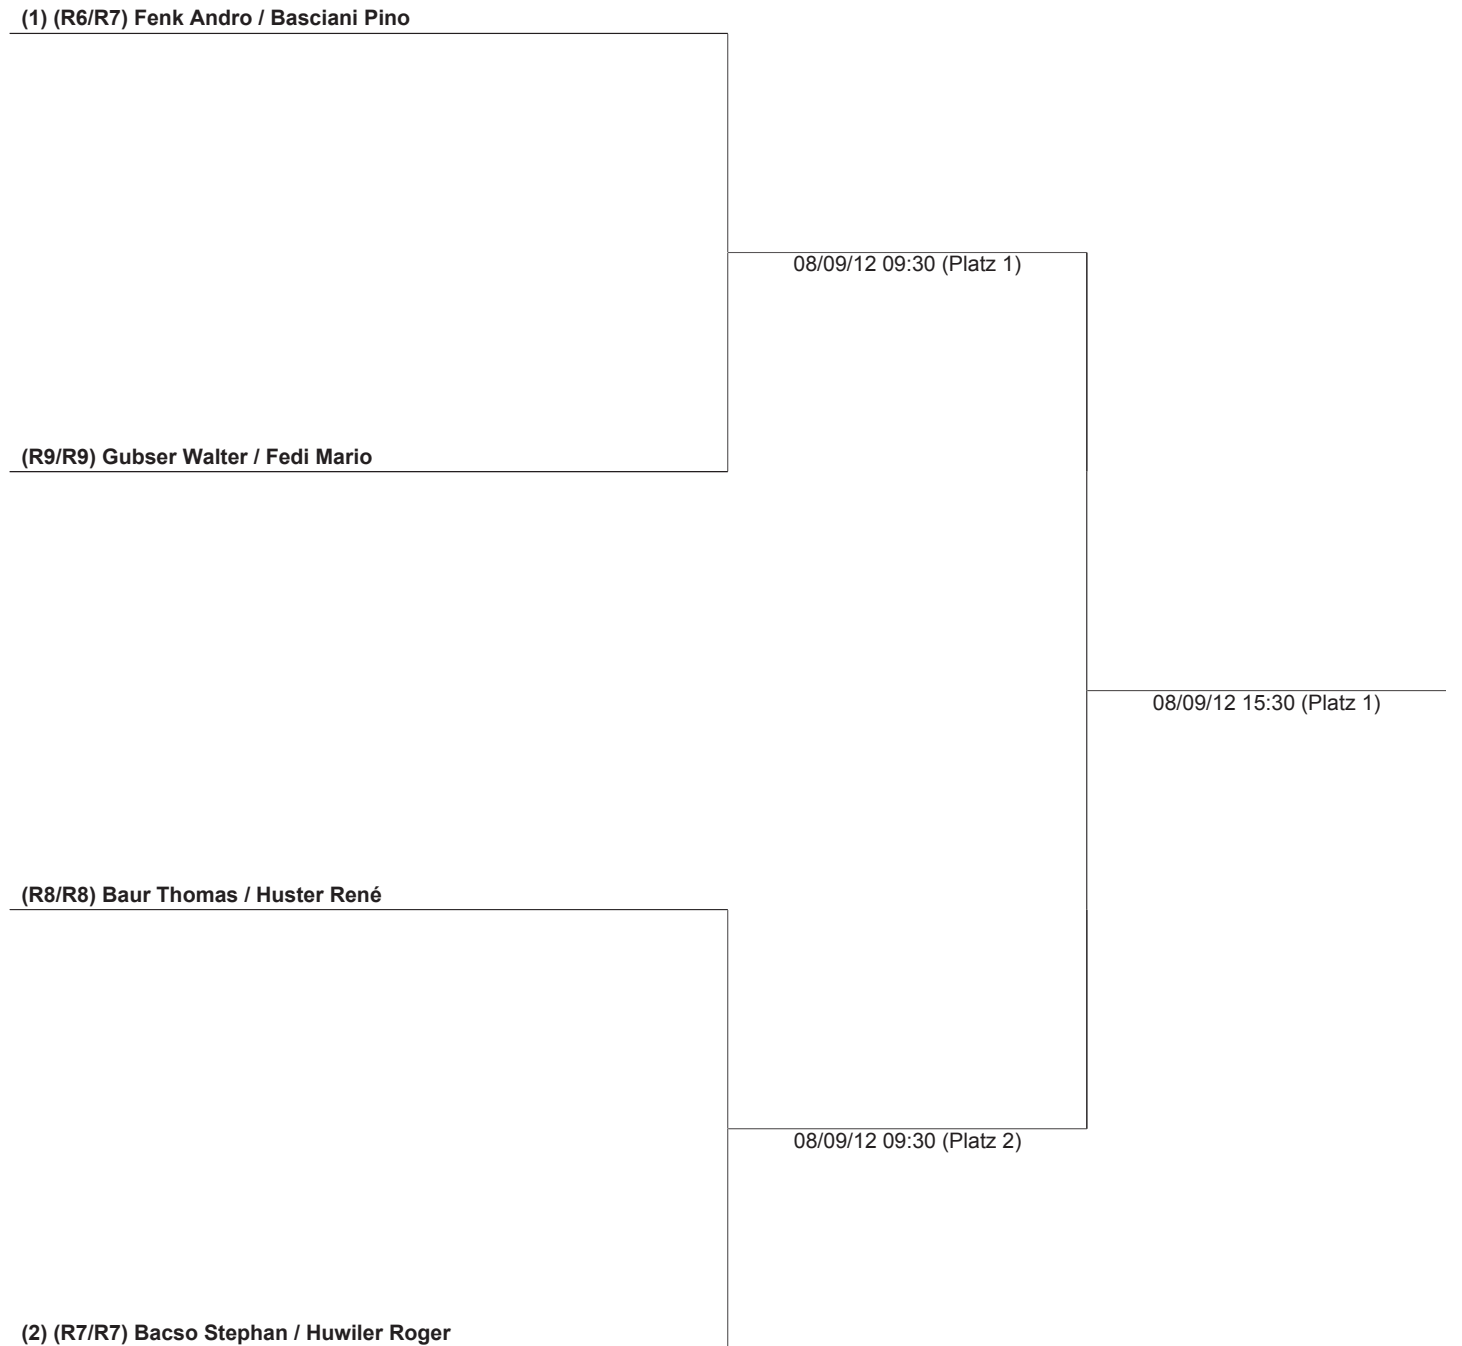 (1) (R6/R7) Fenk Andro / Basciani Pino
08/09/12 09:30 (Platz 1)
(R9/R9) Gubser Walter / Fedi Mario
08/09/12 15:30 (Platz 1)
(R8/R8) Baur Thomas / Huster René
08/09/12 09:30 (Platz 2)
(2) (R7/R7) Bacso Stephan / Huwiler Roger